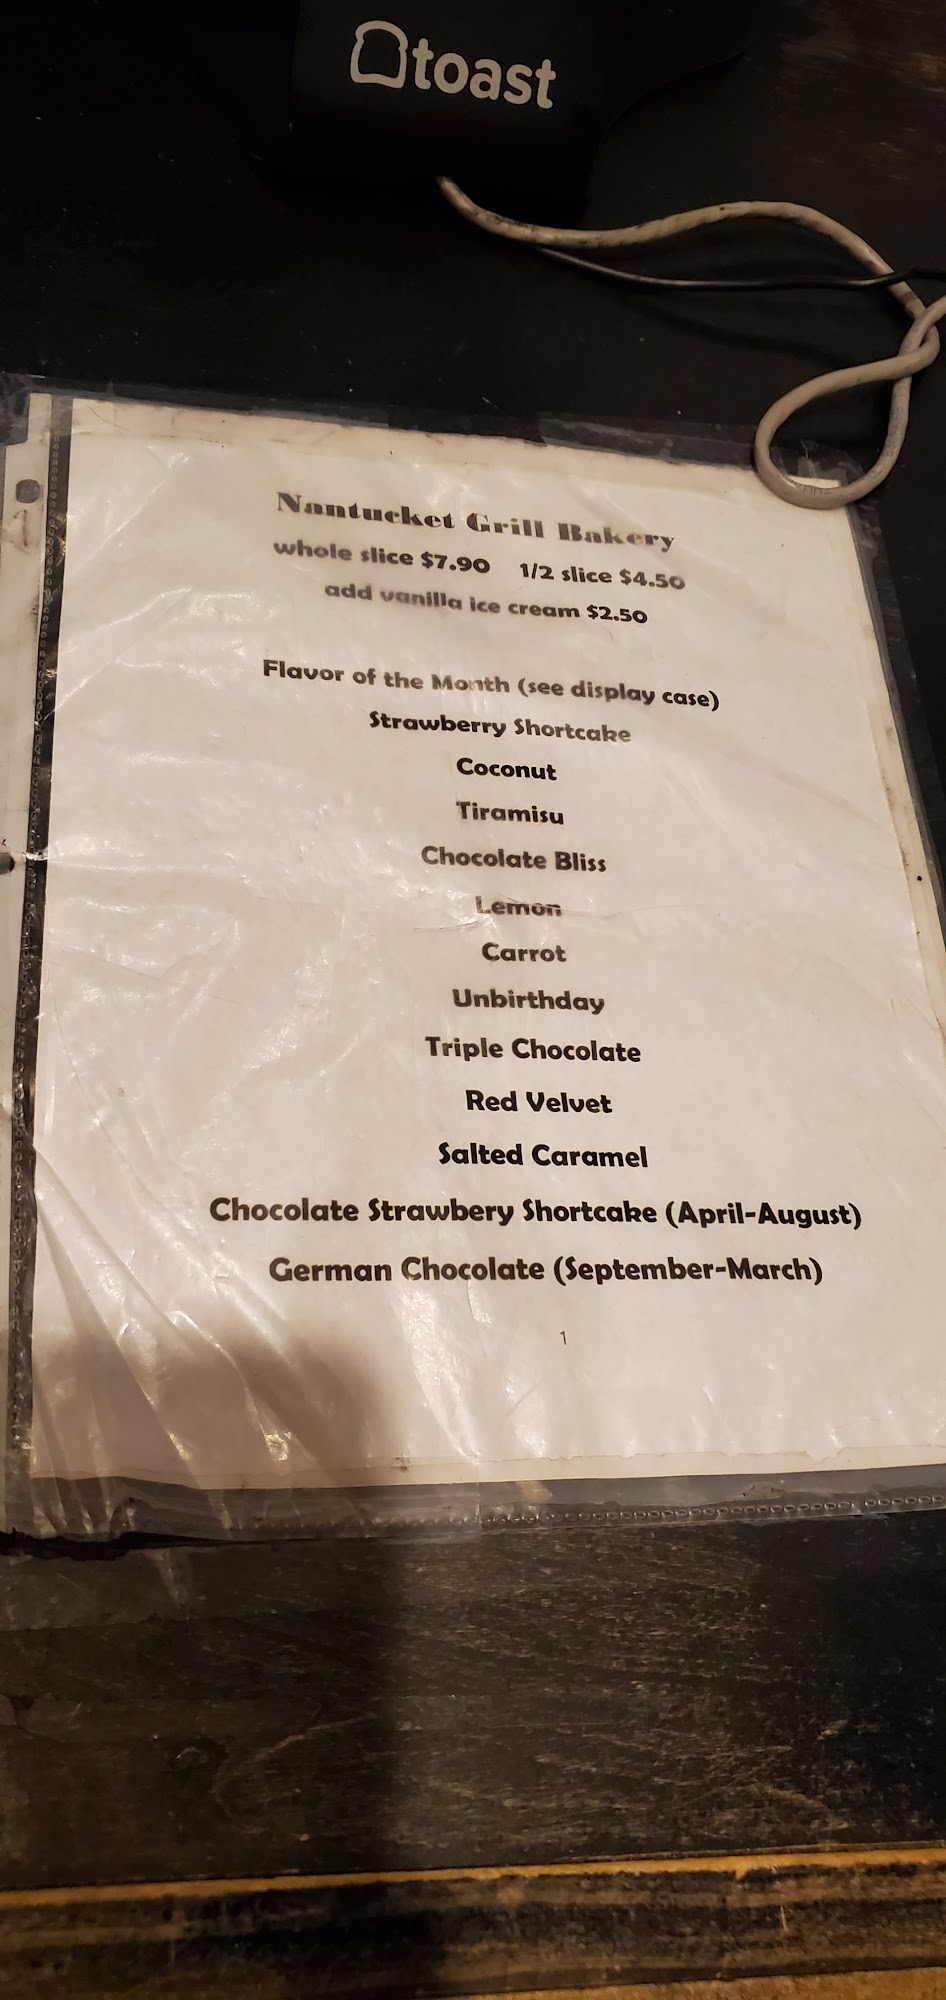 toast
Nantucket Grill Bakery
whole slice $7.90 1/2 slice $4.50
add vanilla ice cream $2.50
Flavor of the Month (see display case)
Strawberry Shortcake
Coconut
Tiramisu
Chocolate Bliss
Lemon
Carrot
Unbirthday
Triple Chocolate
Red Velvet
Salted Caramel
Chocolate Strawbery Shortcake (April-August)
German Chocolate (September-March)
1